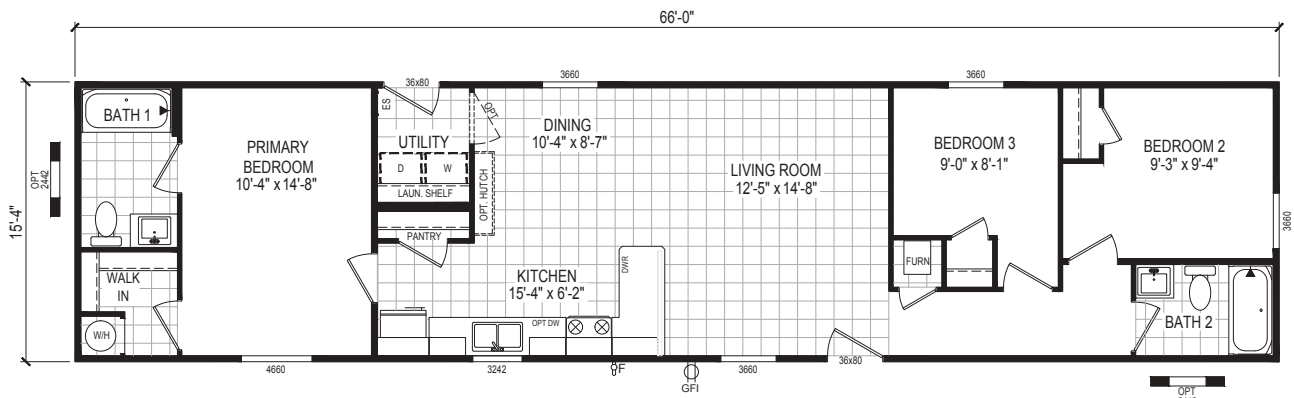 66'-0"
15'-4"
OPT
2442
BATH 1
PRIMARY
BEDROOM
10'-4" x 14'-8"
WALK
IN
W/H
4660
36x80
ES
OPT
UTILITY
D
W
LAUN. SHELF
OPT. HUTCH
PANTRY
3660
DINING
10'-4" x 8'-7"
KITCHEN
15'-4" x 6'-2"
DWR
OPT DW
3242
F
GFI
LIVING ROOM
12'-5" x 14'-8"
3660
36x80
3660
BEDROOM 3
9'-0" x 8'-1"
FURN
BEDROOM 2
9'-3" x 9'-4"
3660
BATH 2
OPT